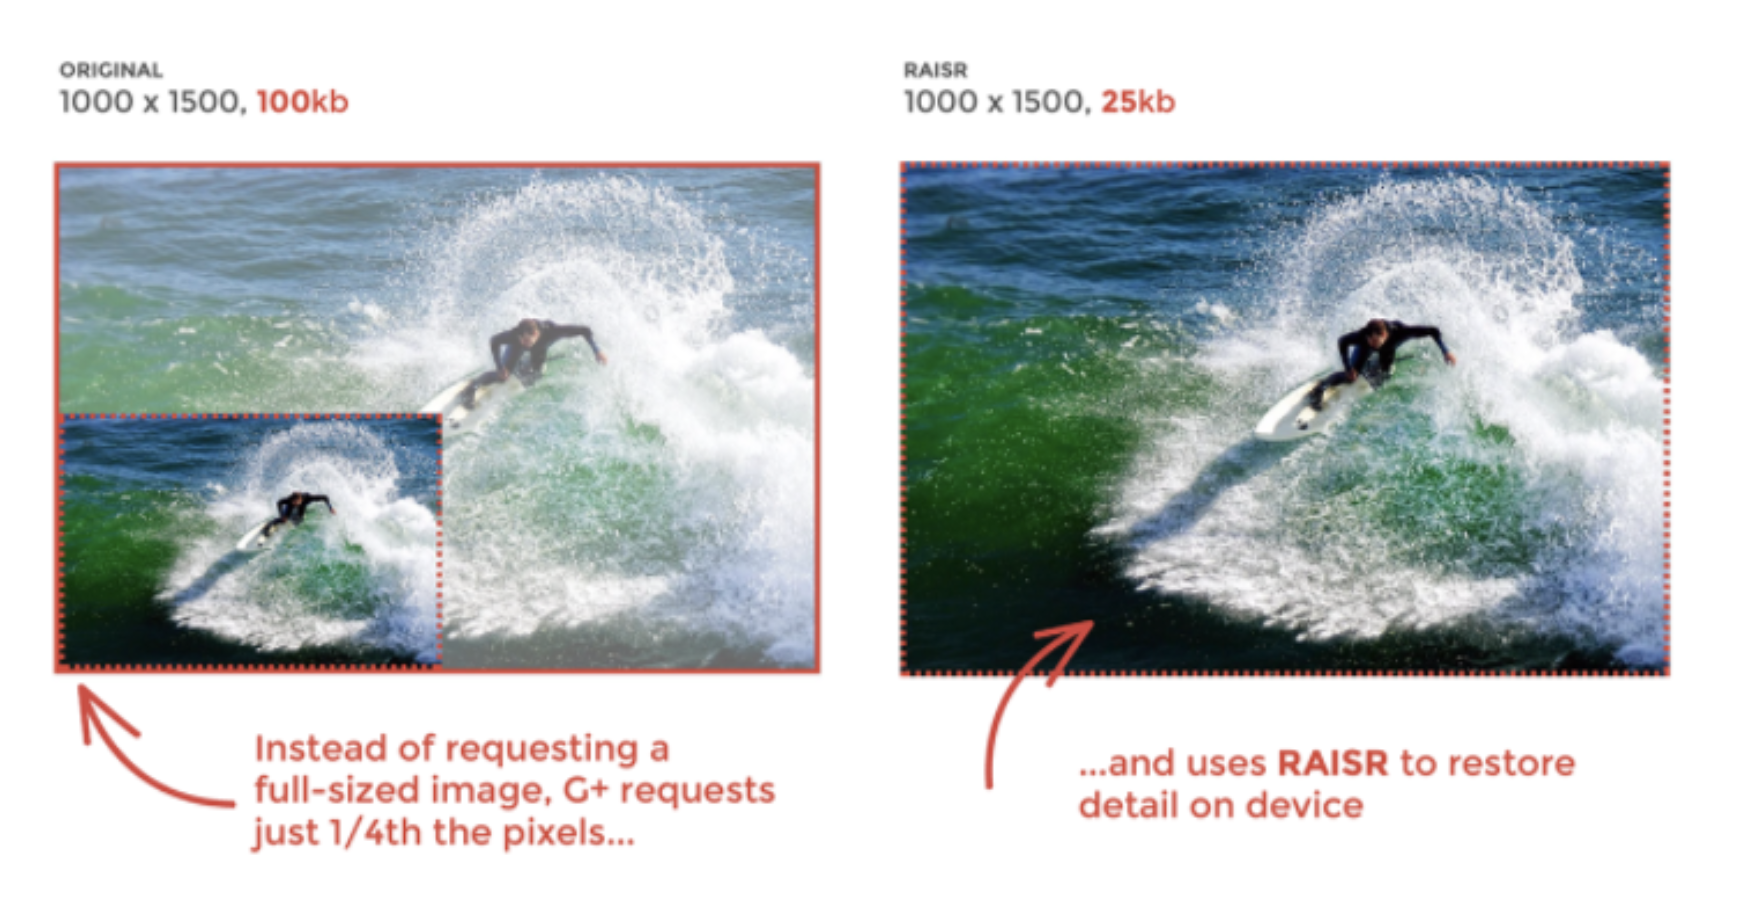 ORIGINAL
1000 x 1500, 100kb
RAISR
1000 x 1500, 25kb
Instead of requesting a
full-sized image, G+ requests
just 1/4th the pixels...
...and uses RAISR to restore
detail on device